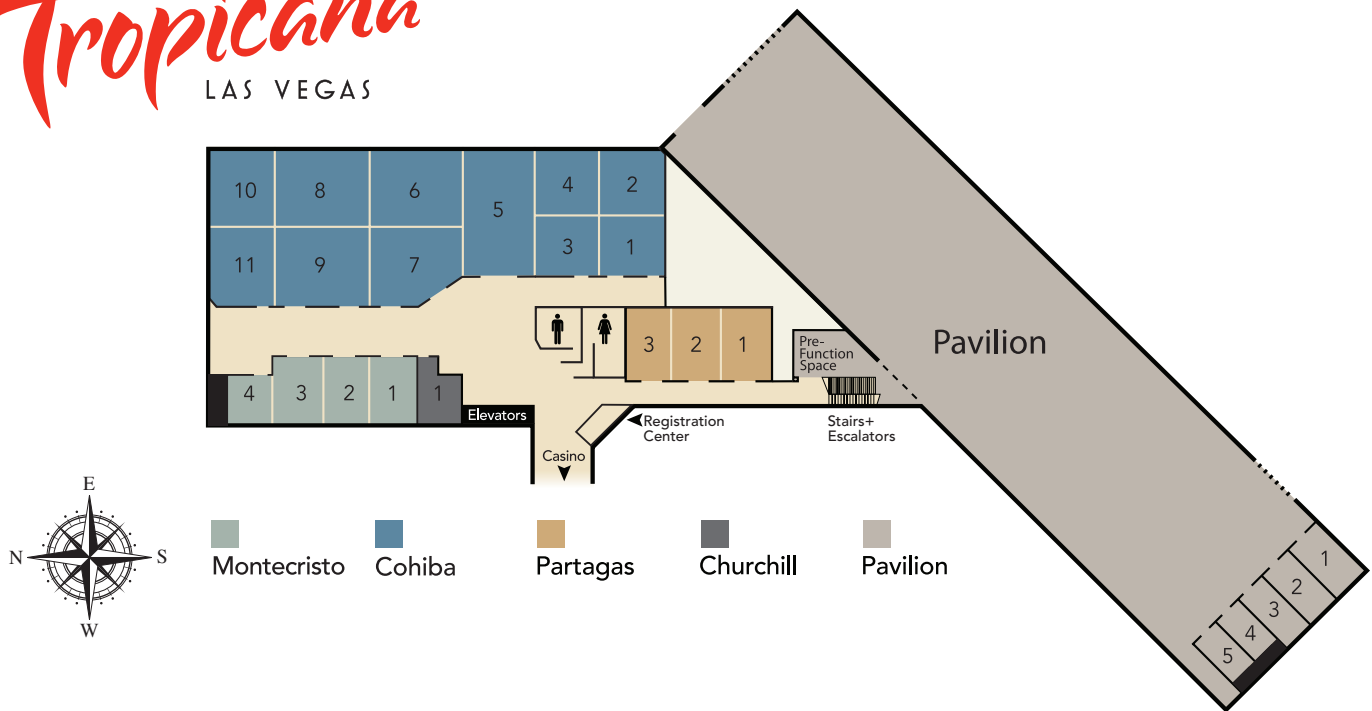 Tropicana
LAS VEGAS
10 8 6 5 4 2
11 9 7 3 1
3 2 1
Pre-
Function
Space
Pavilion
4 3 2 1 1
Elevators
Registration
Center
Stairs+
Escalators
Casino
E
N S
W
Montecristo Cohiba Partagas Churchill Pavilion
1
2
3
4
5